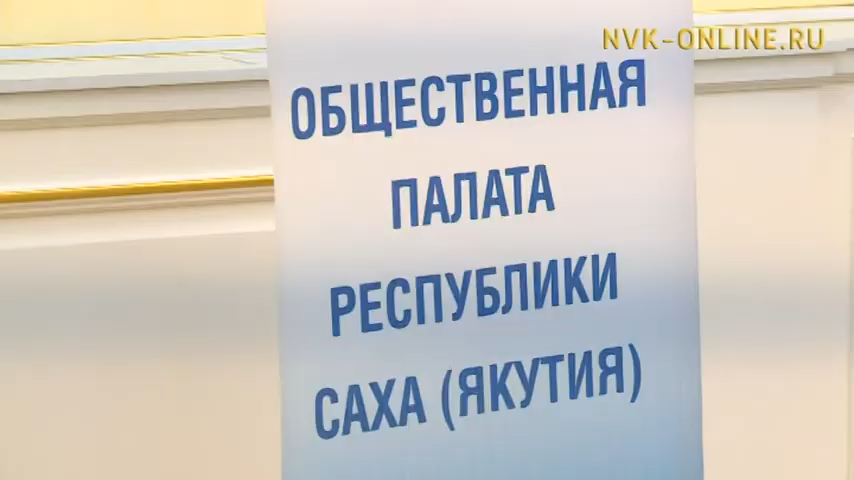 NVK-ONLINE.RU
ОБЩЕСТВЕННАЯ
ПАЛАТА
РЕСПУБЛИКИ
САХА (ЯКУТИЯ)